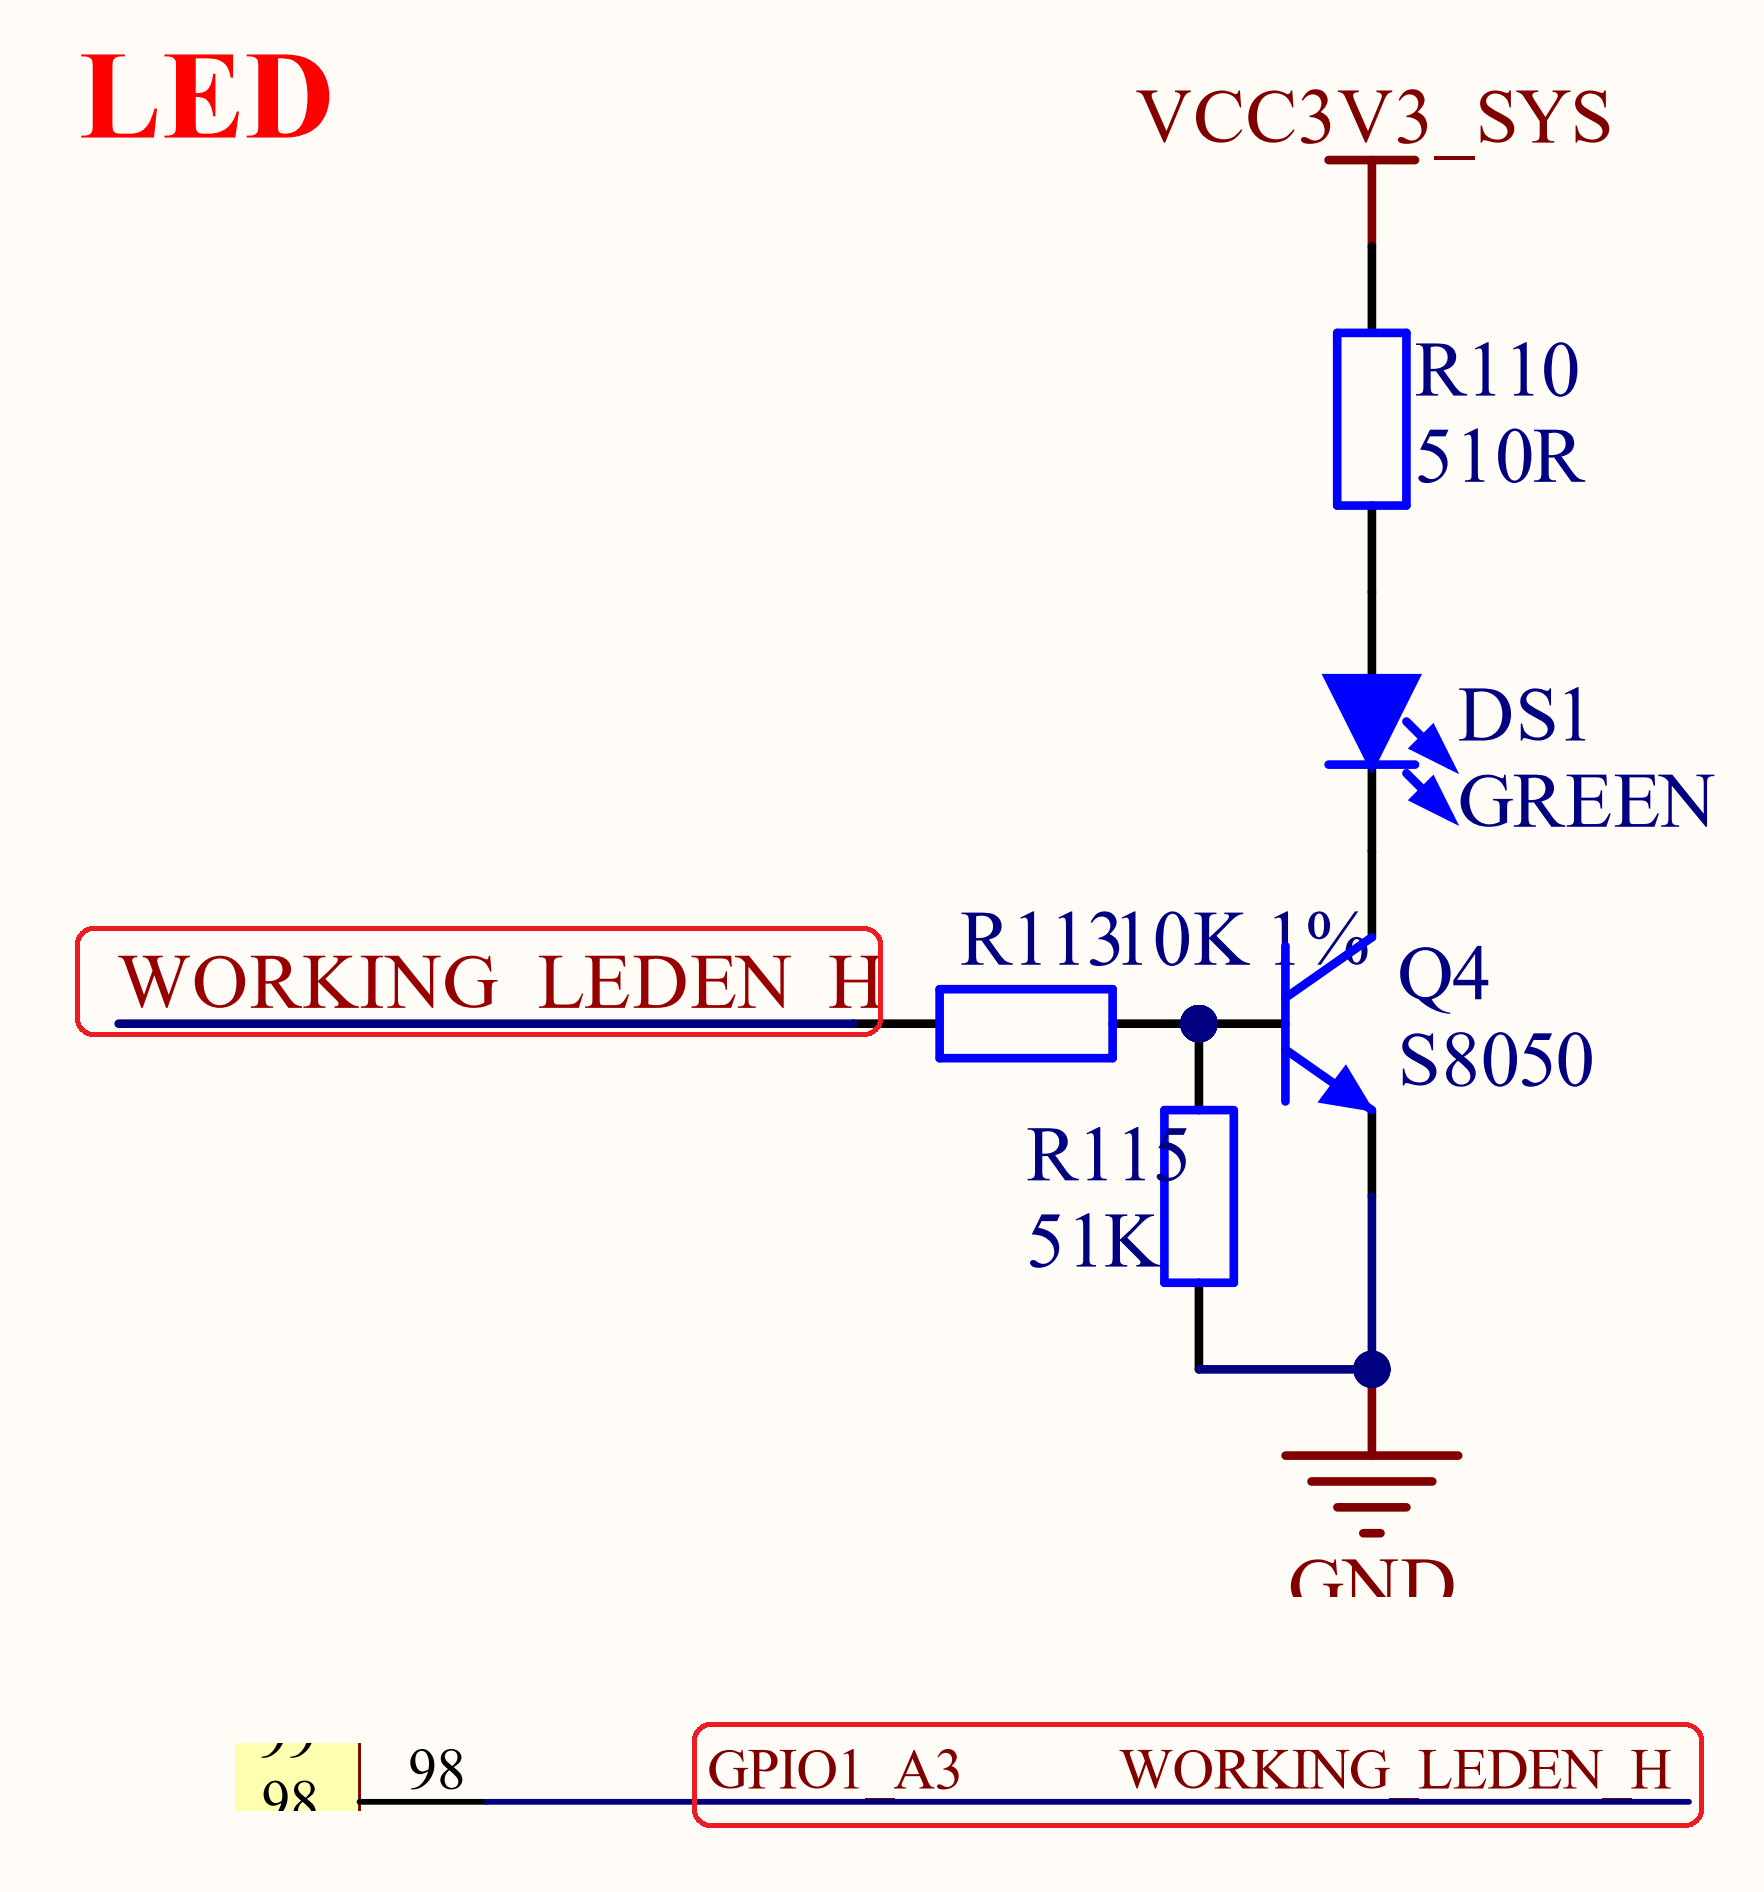 LED
VCC3V3_SYS
R110
510R
DS1
GREEN
R113 10K 1%
WORKING_LEDEN_H
Q4
S8050
R115
51K
GND
98
98
GPIO1_A3 WORKING_LEDEN_H